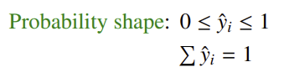 Probability shape: 0 ≤ ŷᵢ ≤ 1
∑ ŷᵢ = 1